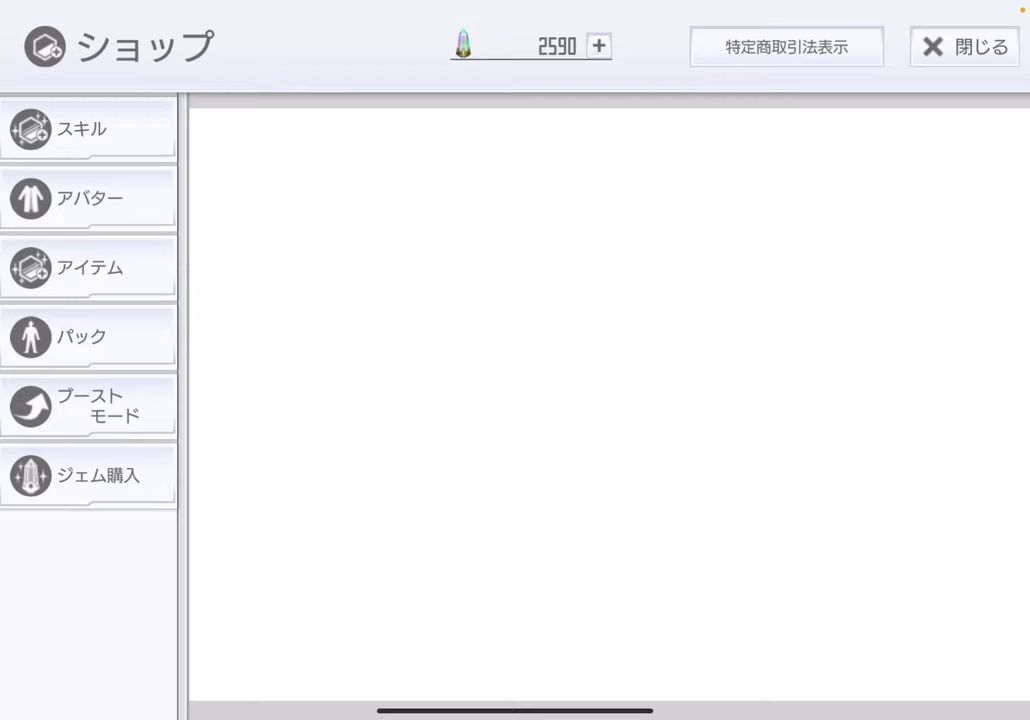 ショップ
2590
特定商取引法表示
閉じる
スキル
アバター
アイテム
パック
ブースト
モード
ジェム購入